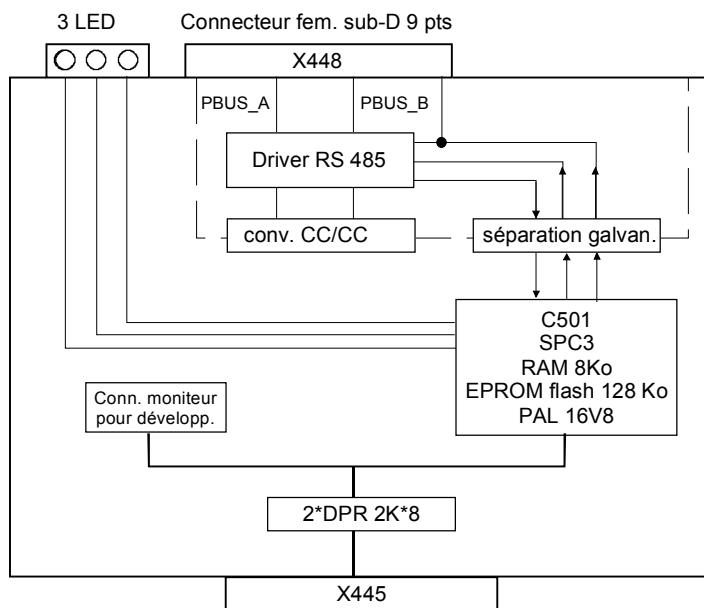 3 LED
Connecteur fem. sub-D 9 pts
X448
PBUS_A
PBUS_B
Driver RS 485
conv. CC/CC
séparation galvan.
C501
SPC3
RAM 8Ko
EPROM flash 128 Ko
PAL 16V8
Conn. moniteur
pour développ.
2*DPR 2K*8
X445